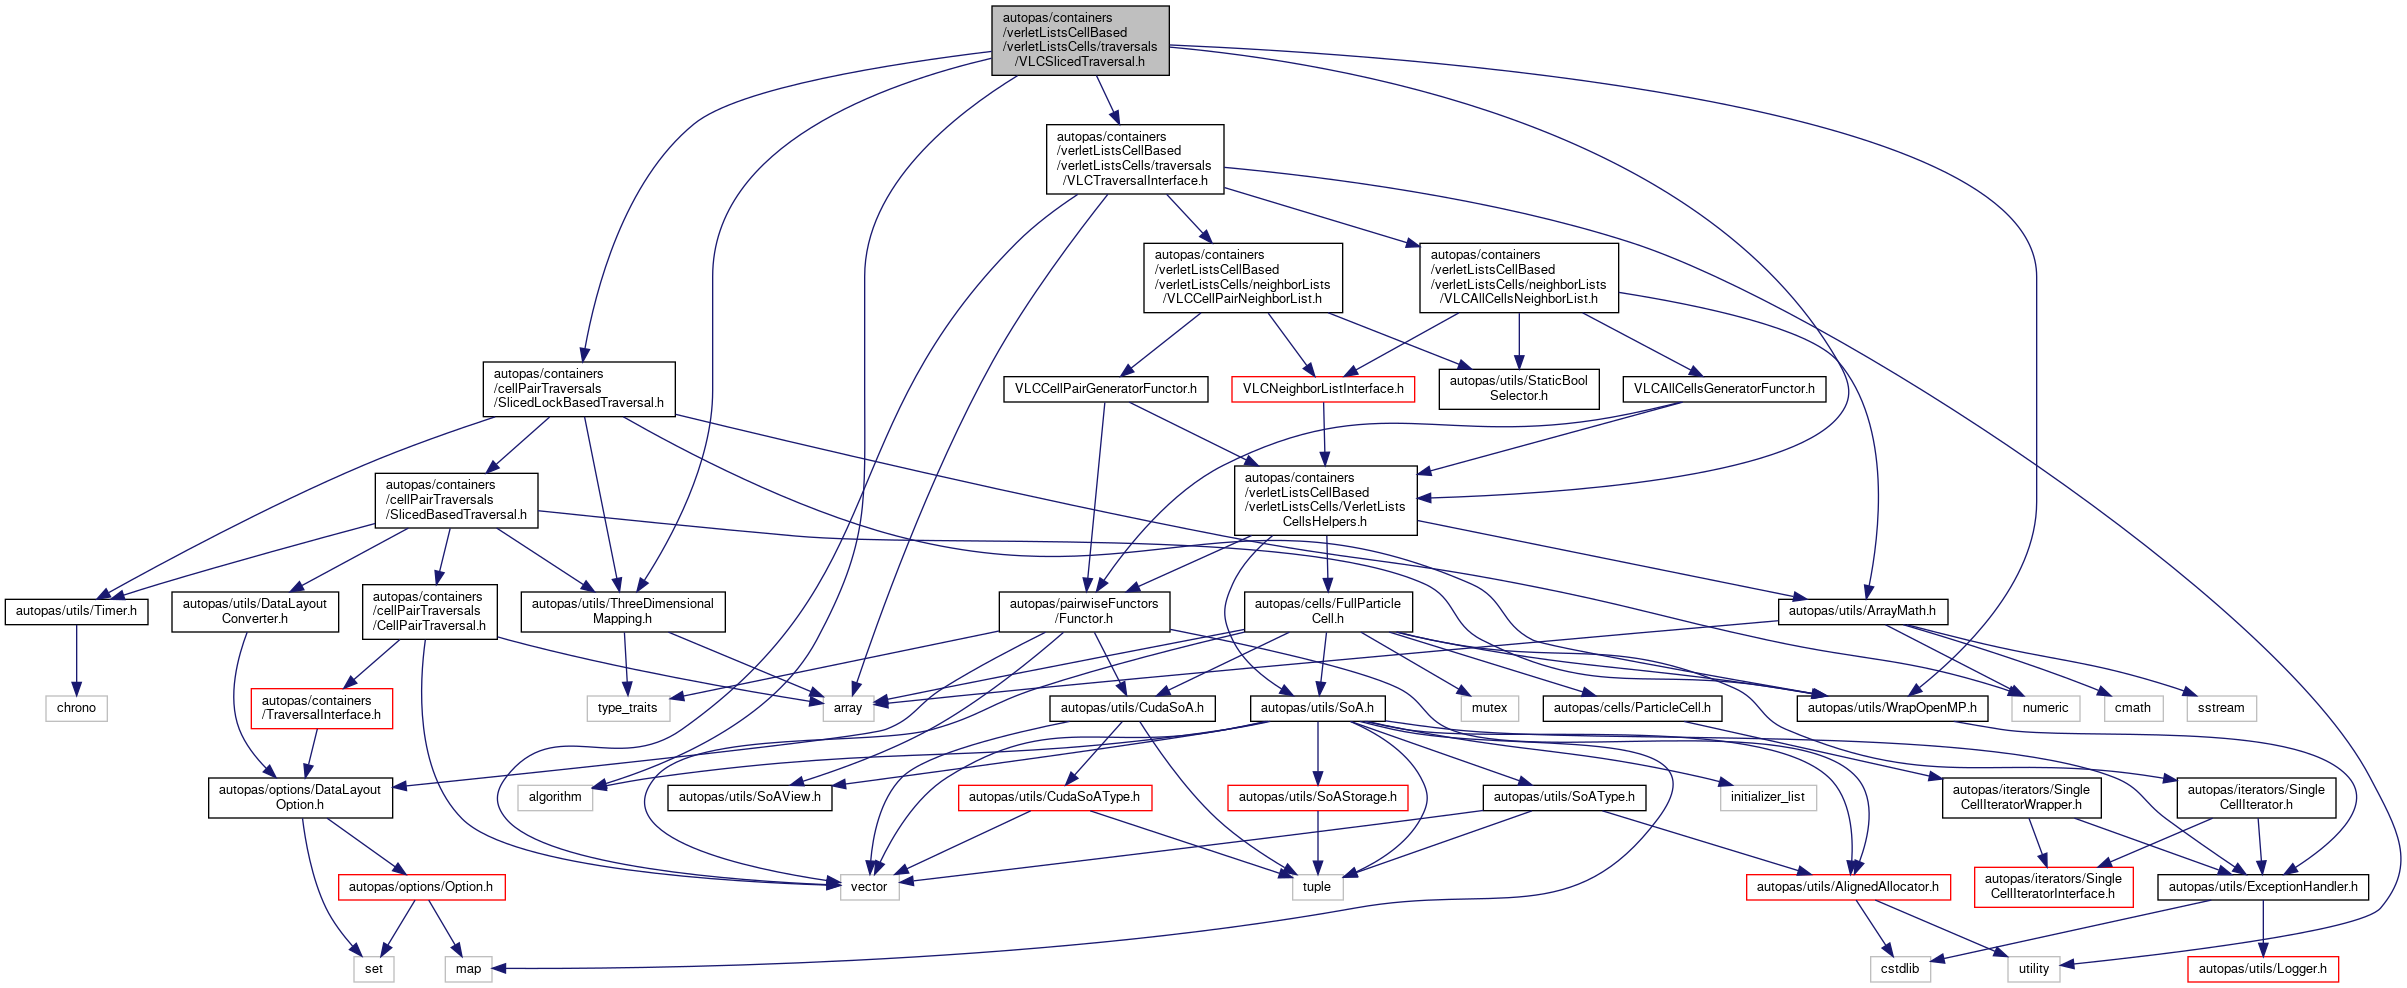 autopas/containers
/verletListsCellBased
/verletListsCells/traversals
/VLCSlicedTraversal.h
autopas/containers
/verletListsCellBased
/verletListsCells/traversals
/VLCTraversalInterface.h
autopas/containers
/verletListsCellBased
/verletListsCells/neighborLists
/VLCCellPairNeighborList.h
autopas/containers
/verletListsCellBased
/verletListsCells/neighborLists
/VLCAllCellsNeighborList.h
autopas/containers
/cellPairTraversals
/SlicedLockBasedTraversal.h
VLCCellPairGeneratorFunctor.h
VLCNeighborListInterface.h
autopas/utils/StaticBool
Selector.h
VLCAllCellsGeneratorFunctor.h
autopas/containers
/cellPairTraversals
/SlicedBasedTraversal.h
autopas/containers
/verletListsCellBased
/verletListsCells/VerletLists
CellsHelpers.h
autopas/utils/Timer.h
autopas/utils/DataLayout
Converter.h
autopas/containers
/cellPairTraversals
/CellPairTraversal.h
autopas/utils/ThreeDimensional
Mapping.h
autopas/pairwiseFunctors
/Functor.h
autopas/cells/FullParticle
Cell.h
autopas/utils/ArrayMath.h
chrono
autopas/containers
/TraversalInterface.h
type_traits
array
autopas/utils/CudaSoA.h
autopas/utils/SoA.h
mutex
autopas/cells/ParticleCell.h
autopas/utils/WrapOpenMP.h
numeric
cmath
sstream
autopas/options/DataLayout
Option.h
algorithm
autopas/utils/SoAView.h
autopas/utils/CudaSoAType.h
autopas/utils/SoAStorage.h
autopas/utils/SoAType.h
initializer_list
autopas/iterators/Single
CellIteratorWrapper.h
autopas/iterators/Single
CellIterator.h
autopas/options/Option.h
vector
tuple
autopas/utils/AlignedAllocator.h
autopas/iterators/Single
CellIteratorInterface.h
autopas/utils/ExceptionHandler.h
set
map
cstdlib
utility
autopas/utils/Logger.h